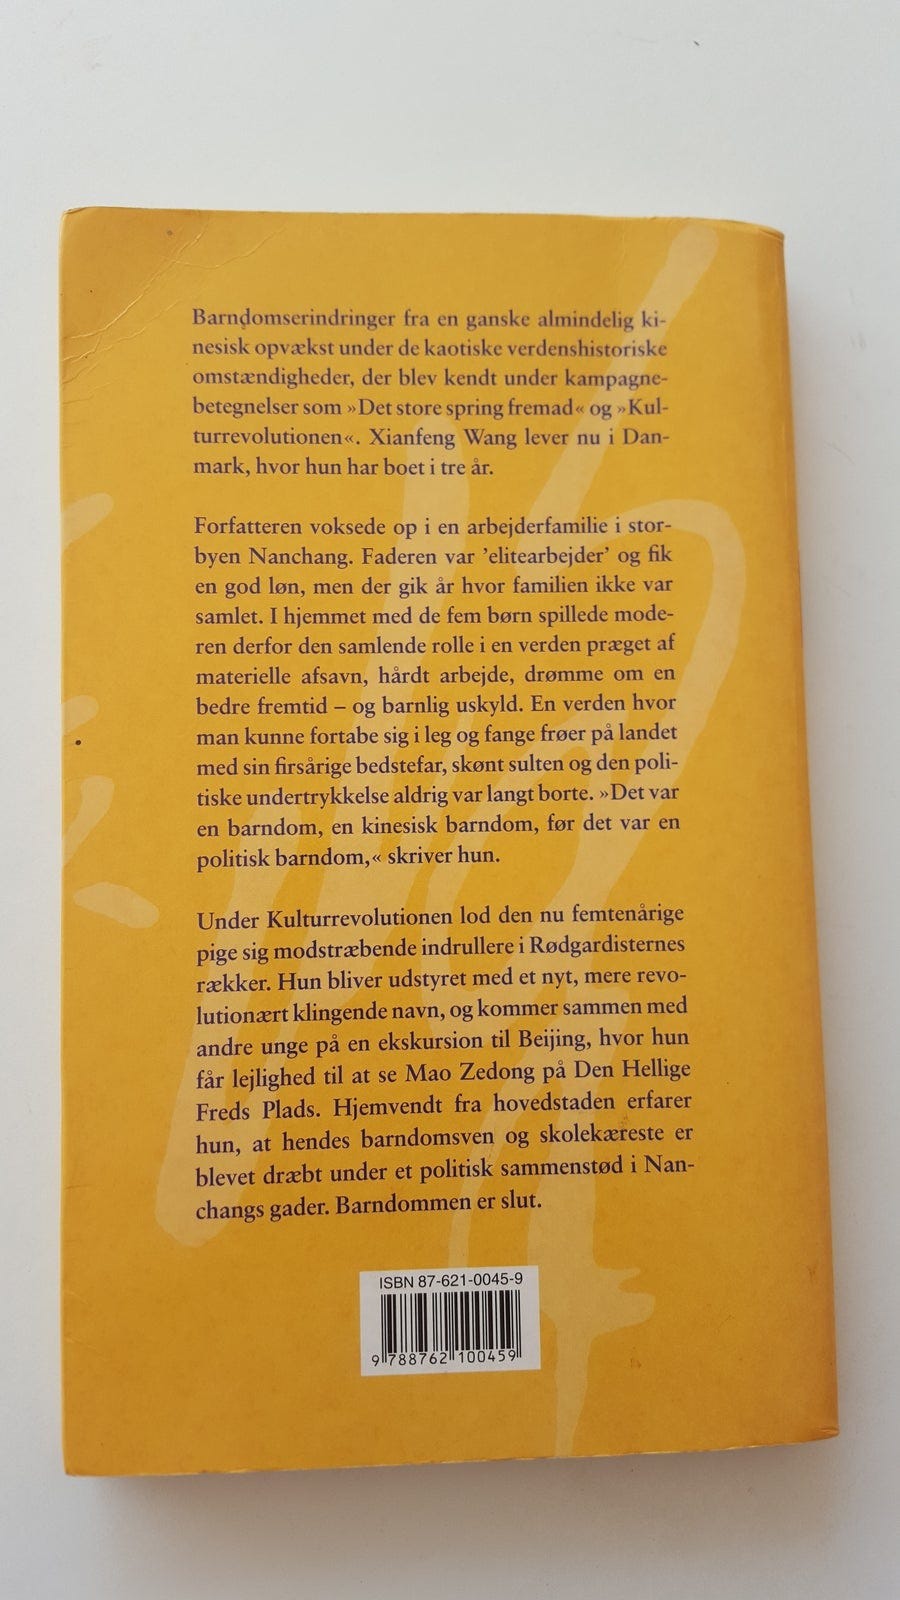 Barndomserindringer fra en ganske almindelig ki-
nesisk opvækst under de kaotiske verdenshistoriske
omstændigheder, der blev kendt under kampagne-
betegnelser som »Det store spring fremad« og »Kul-
turrevolutionen«. Xianfeng Wang lever nu i Dan-
mark, hvor hun har boet i tre år.
Forfatteren voksede op i en arbejderfamilie i stor-
byen Nanchang. Faderen var ’elitearbejder’ og fik
en god løn, men der gik år hvor familien ikke var
samlet. I hjemmet med de fem børn spillede mode-
ren derfor den samlende rolle i en verden præget af
materielle afsavn, hårdt arbejde, drømme om en
bedre fremtid – og barnlig uskyld. En verden hvor
man kunne fortabe sig i leg og fange frøer på landet
med sin firsårige bedstefar, skønt sulten og den poli-
tiske undertrykkelse aldrig var langt borte. »Det var
en barndom, en kinesisk barndom, før det var en
politisk barndom,« skriver hun.
Under Kulturrevolutionen lod den nu femtenårige
pige sig modstræbende indrullere i Rødgardisternes
rækker. Hun bliver udstyret med et nyt, mere revo-
lutionært klingende navn, og kommer sammen med
andre unge på en ekskursion til Beijing, hvor hun
får lejlighed til at se Mao Zedong på Den Hellige
Freds Plads. Hjemvendt fra hovedstaden erfarer
hun, at hendes barndomsven og skolekæreste er
blevet dræbt under et politisk sammenstød i Nan-
changs gader. Barndommen er slut.
ISBN 87-621-0045-9
9 788762 100459